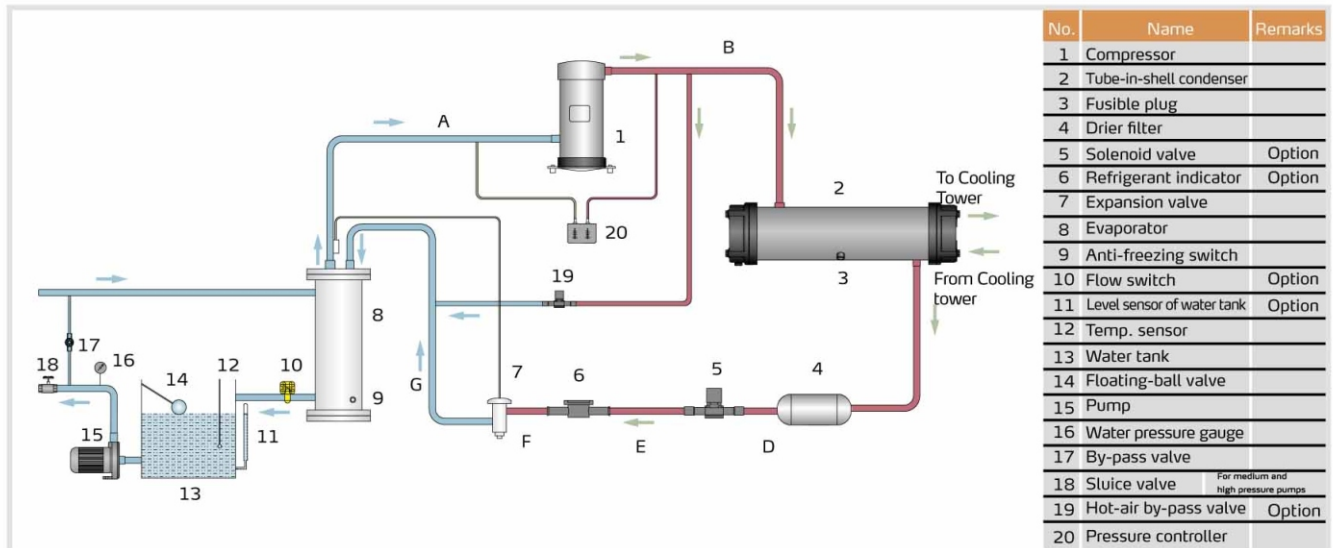 B
A
1
2
To Cooling
Tower
20
3
From Cooling
tower
19
8
17
16
18
12
10
14
G
7
6
5
4
9
11
15
F
E
D
13
No. Name Remarks
1 Compressor
2 Tube-in-shell condenser
3 Fusible plug
4 Drier filter
5 Solenoid valve Option
6 Refrigerant indicator Option
7 Expansion valve
8 Evaporator
9 Anti-freezing switch
10 Flow switch Option
11 Level sensor of water tank Option
12 Temp. sensor
13 Water tank
14 Floating-ball valve
15 Pump
16 Water pressure gauge
17 By-pass valve
18 Sluice valve For medium and
high pressure pumps
19 Hot-air by-pass valve Option
20 Pressure controller